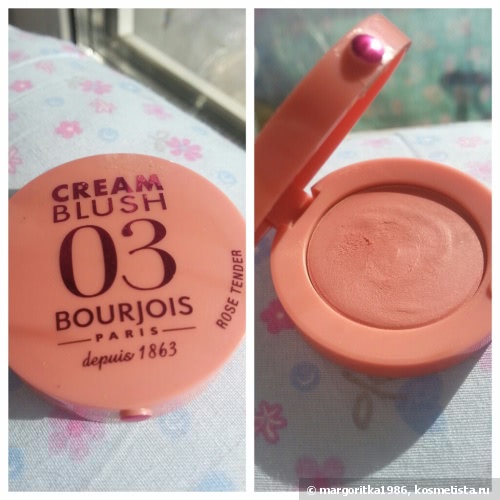 CREAM
BLUSH
03
BOURJOIS
PARIS
depuis 1863
ROSE TENDER
© margoritka1986, kosmetista.ru